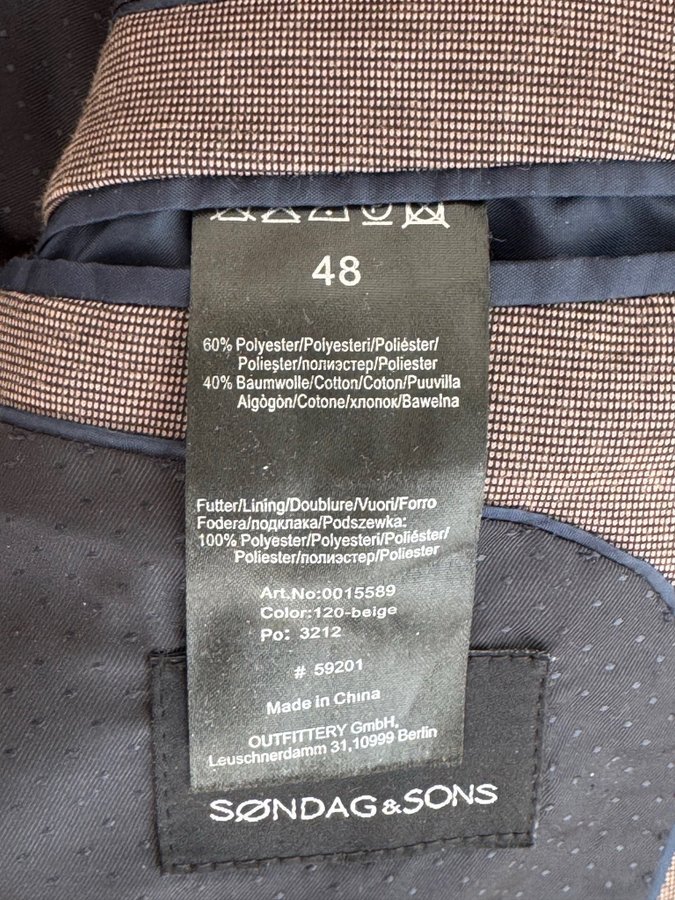 48
60% Polyester/Polyesteri/Poliéster/
Polieşter/полиэстер/Poliester
40% Baumwolle/Cotton/Coton/Puuvilla
Algògòn/Cotone/хлопок/Bawelna
Futter/Lining/Doublure/Vuori/Forro
Fodera/подклака/Podszewka:
100% Polyester/Polyesteri/Poliéster/
Poliester/полиэстер/Poliester
Art.No:0015589
Color:120-beige
Po: 3212
# 59201
Made in China
OUTFITTERY GmbH,
Leuschnerdamm 31,10999 Berlin
SØNDAG & SONS